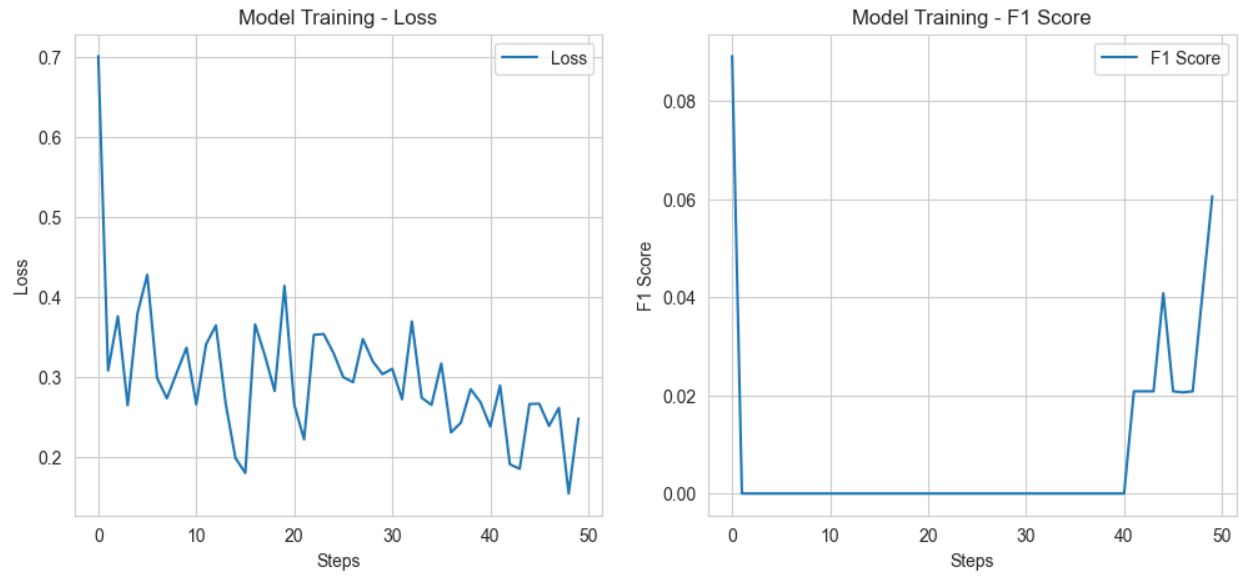 Model Training - Loss
Loss
0.7
0.6
0.5
0.4
0.3
0.2
Loss
0 10 20 30 40 50
Steps
Model Training - F1 Score
F1 Score
0.08
0.06
0.04
0.02
0.00
F1 Score
0 10 20 30 40 50
Steps